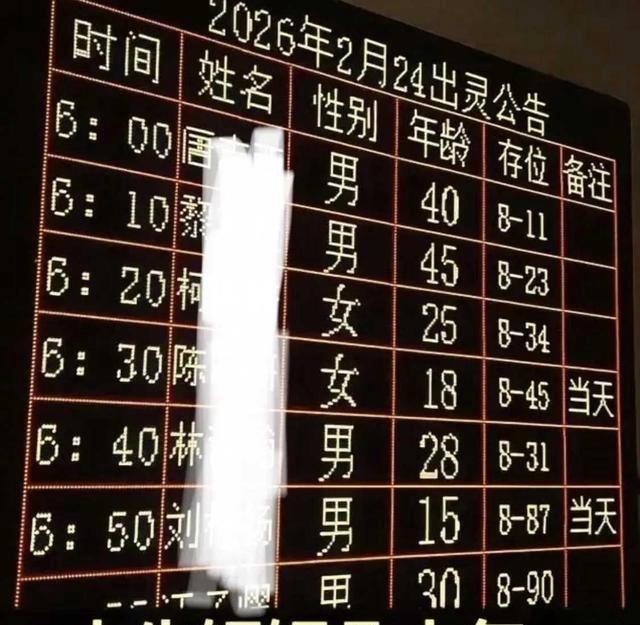 2026年2月24出灵公告
时间 姓名 性别 年龄 存位 备注
6:00 男 40 8-11
6:10 黎 男 45 8-23
6:20 柯 女 25 8-34
6:30 陈 女 18 8-45 当天
6:40 林 男 28 8-31
6:50 刘 男 15 8-87 当天
男 30 8-90